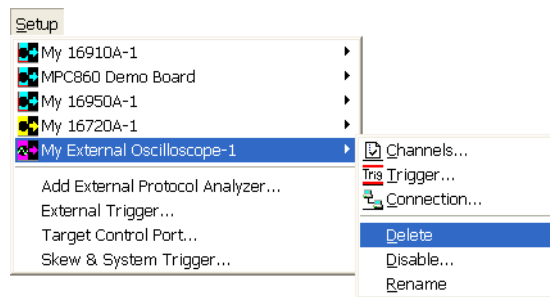 Setup
My 16910A-1
MPC860 Demo Board
My 16950A-1
My 16720A-1
My External Oscilloscope-1
Add External Protocol Analyzer...
External Trigger...
Target Control Port...
Skew & System Trigger...
Channels...
Trig Trigger...
Connection...
Delete
Disable...
Rename